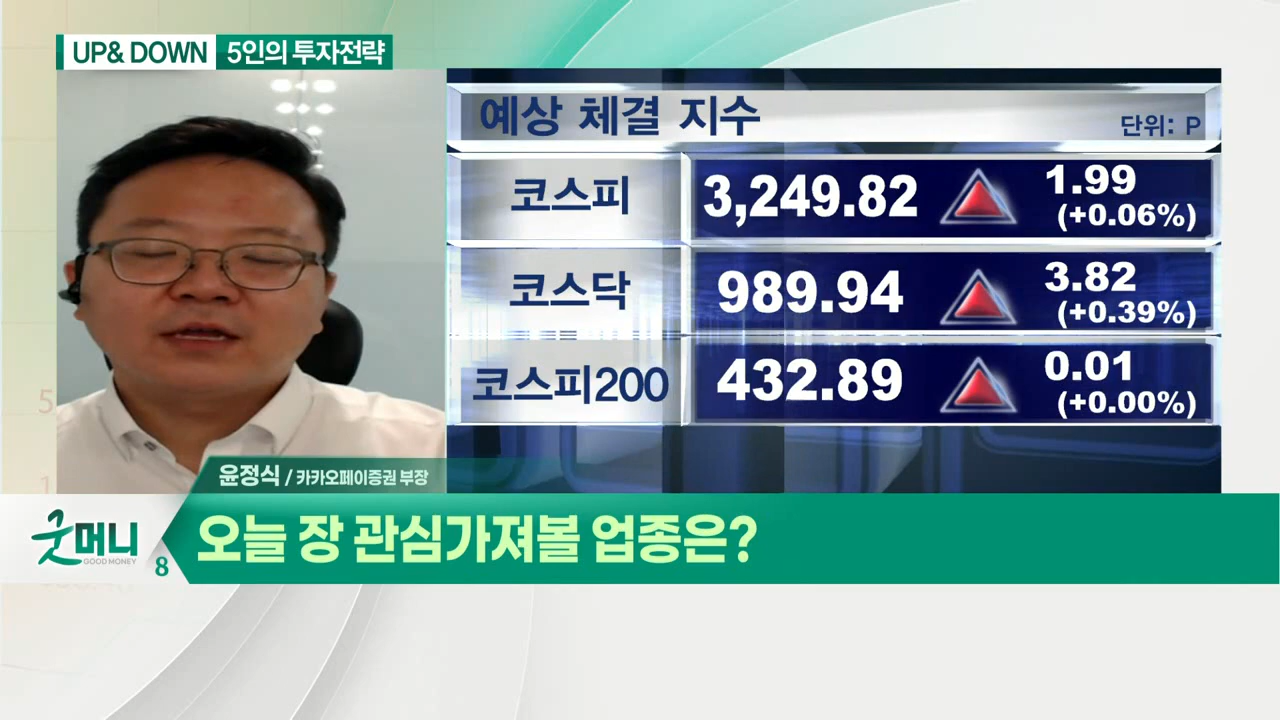 UP& DOWN 5인의 투자전략
예상 체결 지수
단위: P
코스피 3,249.82 1.99 (+0.06%)
코스닥 989.94 3.82 (+0.39%)
코스피200 432.89 0.01 (+0.00%)
윤정식 / 카카오페이증권 부장
굿머니
GOOD MONEY
8
오늘 장 관심가져볼 업종은?
5
1